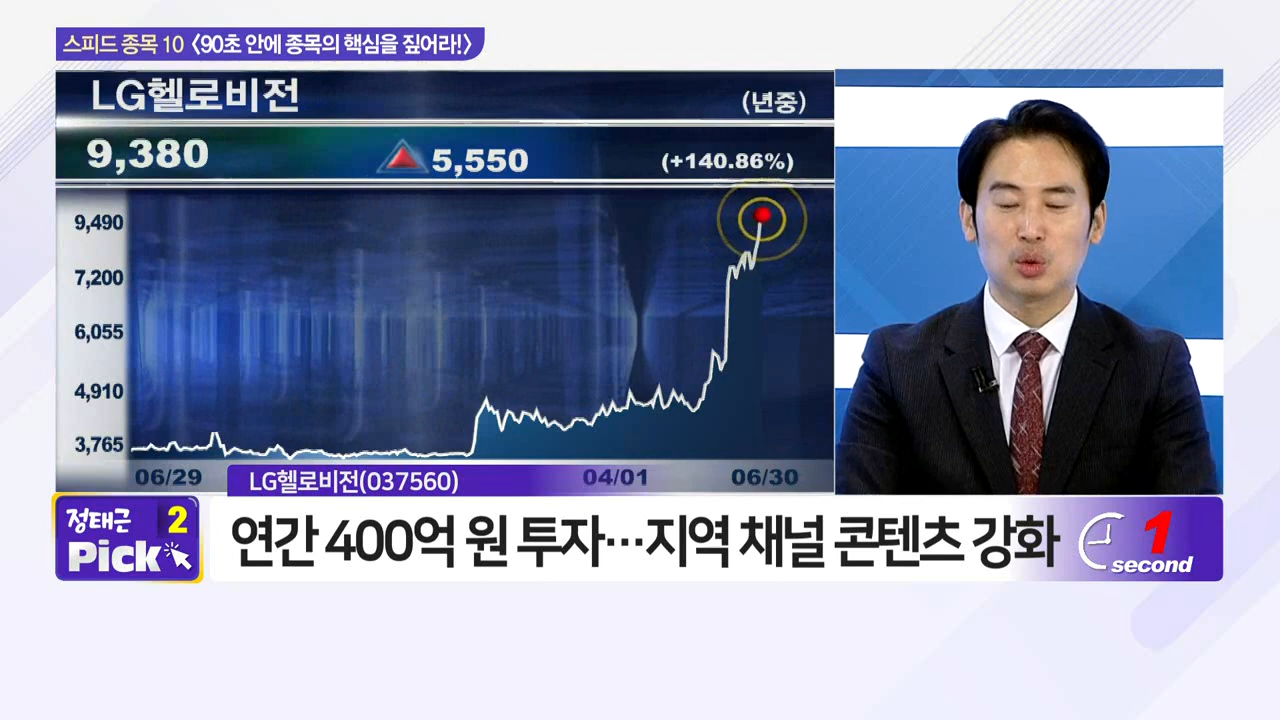 스피드 종목 10 <90초 안에 종목의 핵심을 짚어라!>
LG헬로비전
(년중)
9,380 5,550 (+140.86%)
9,490
7,200
6,055
4,910
3,765
06/29 04/01 06/30
LG헬로비전(037560)
정태근 2
Pick
연간 400억 원 투자…지역 채널 콘텐츠 강화
1
second